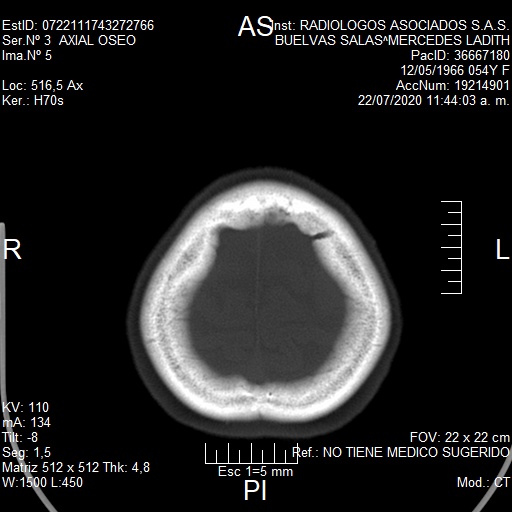 EstID: 0722111743272766
Ser.Nº 3 AXIAL OSEO
Ima.Nº 5
Loc: 516,5 Ax
Ker.: H70s
AS
Inst: RADIOLOGOS ASOCIADOS S.A.S.
BUELVAS SALAS^MERCEDES LADITH
PacID: 36667180
12/05/1966 054Y F
AccNum: 19214901
22/07/2020 11:44:03 a. m.
R
L
KV: 110
mA: 134
Tilt: -8
Seg: 1,5
Matriz 512 x 512 Thk: 4,8
W:1500 L:450
Esc 1=5 mm
PI
FOV: 22 x 22 cm
Ref.: NO TIENE MEDICO SUGERIDO
Mod.: CT